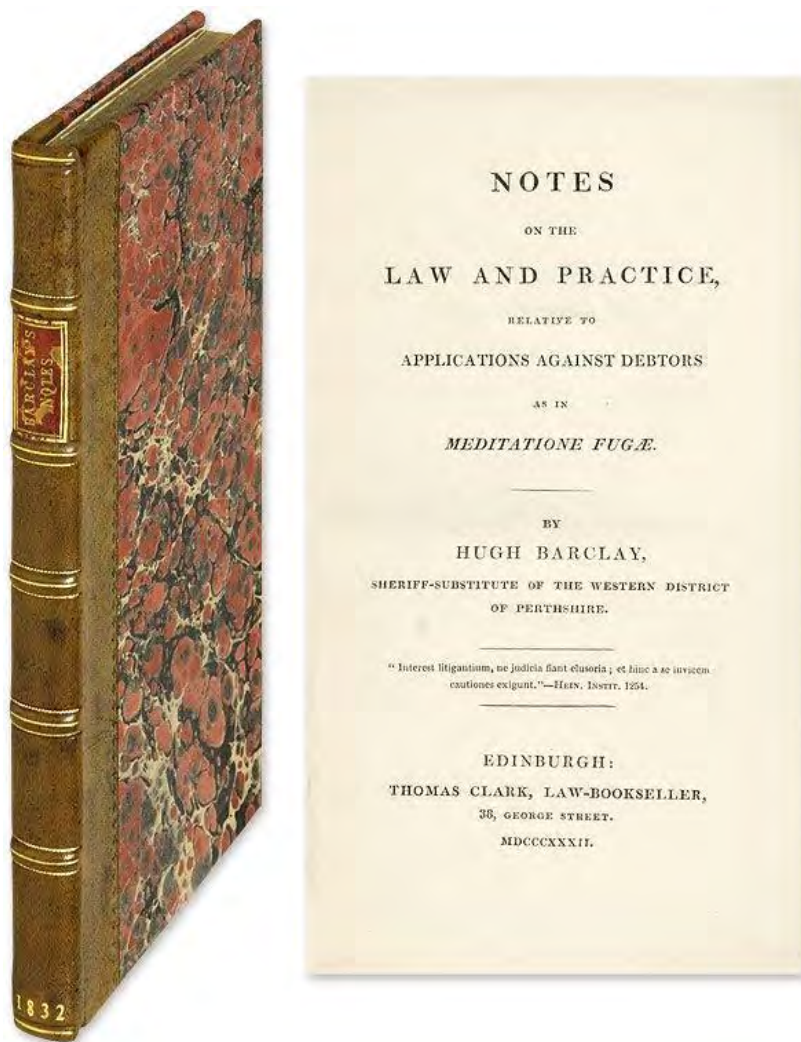 BARCLAY'S
NOTES
1832
NOTES
ON THE
LAW AND PRACTICE,
RELATIVE TO
APPLICATIONS AGAINST DEBTORS
AS IN
MEDITATIONE FUGÆ.
BY
HUGH BARCLAY,
SHERIFF-SUBSTITUTE OF THE WESTERN DISTRICT
OF PERTHSHIRE.
" Interest litigantium, ne judicia fiant elusoria ; et hinc a se invicem
cautiones exigunt."—HEIN. INSTIT. 1254.
EDINBURGH:
THOMAS CLARK, LAW-BOOKSELLER,
38, GEORGE STREET.
MDCCCXXXII.